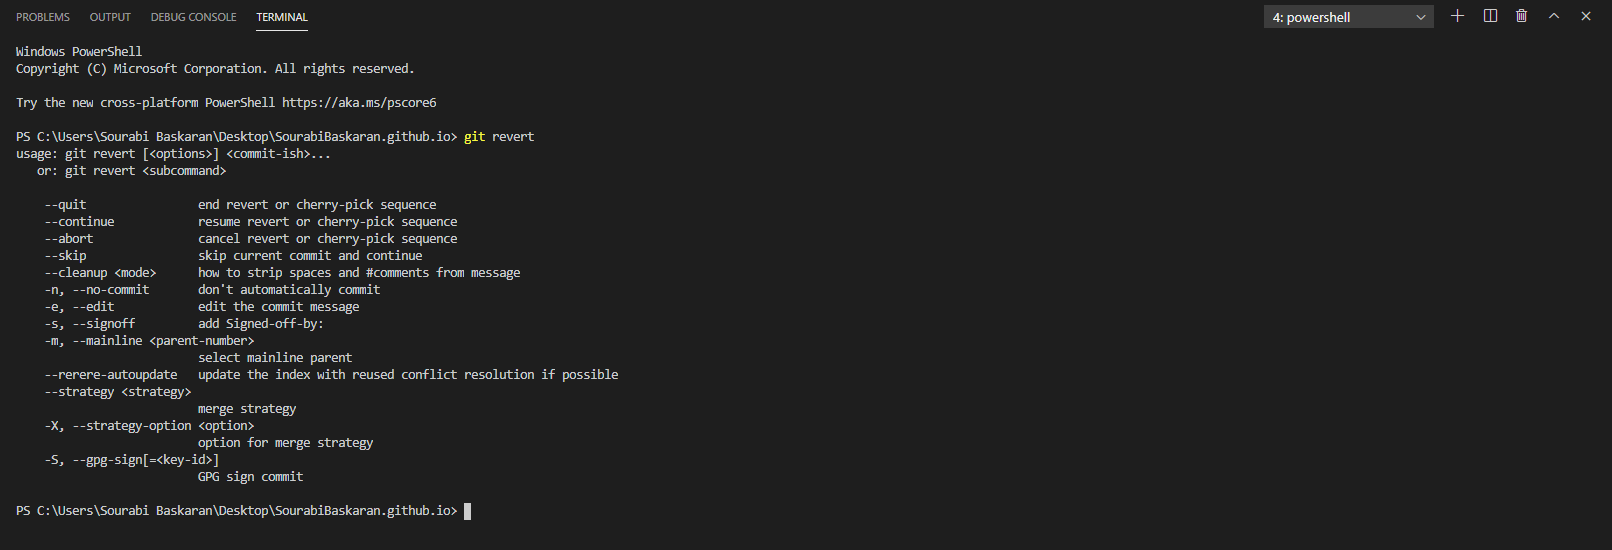 PROBLEMS OUTPUT DEBUG CONSOLE TERMINAL 4: powershell
Windows PowerShell
Copyright (C) Microsoft Corporation. All rights reserved.
Try the new cross-platform PowerShell https://aka.ms/pscore6
PS C:\Users\Sourabi Baskaran\Desktop\SourabiBaskaran.github.io> git revert
usage: git revert [<options>] <commit-ish>...
   or: git revert <subcommand>
    --quit                end revert or cherry-pick sequence
    --continue            resume revert or cherry-pick sequence
    --abort               cancel revert or cherry-pick sequence
    --skip                skip current commit and continue
    --cleanup <mode>      how to strip spaces and #comments from message
    -n, --no-commit       don't automatically commit
    -e, --edit            edit the commit message
    -s, --signoff         add Signed-off-by:
    -m, --mainline <parent-number>
                          select mainline parent
    --rerere-autoupdate   update the index with reused conflict resolution if possible
    --strategy <strategy>
                          merge strategy
    -X, --strategy-option <option>
                          option for merge strategy
    -S, --gpg-sign[=<key-id>]
                          GPG sign commit
PS C:\Users\Sourabi Baskaran\Desktop\SourabiBaskaran.github.io>